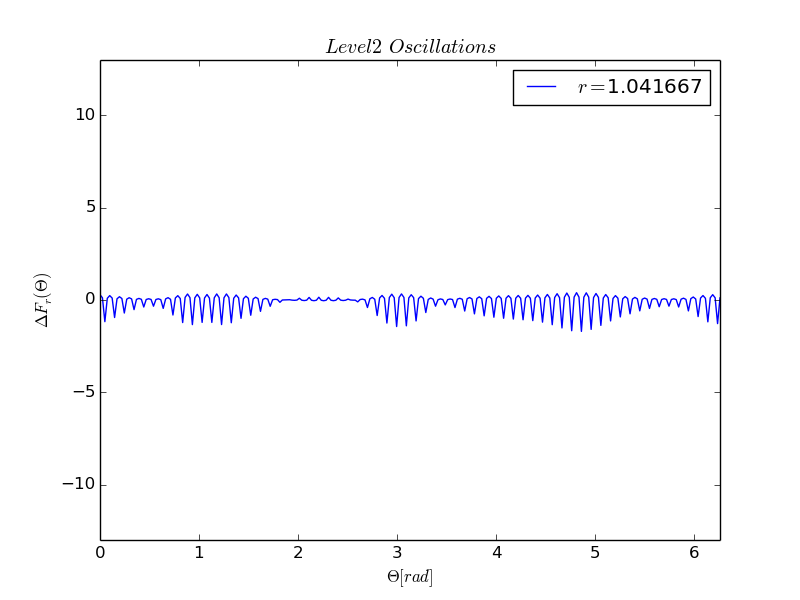 Level2 Oscillations
r=1.041667
10
5
0
−5
−10
ΔF_r(Θ)
0 1 2 3 4 5 6
Θ[rad]